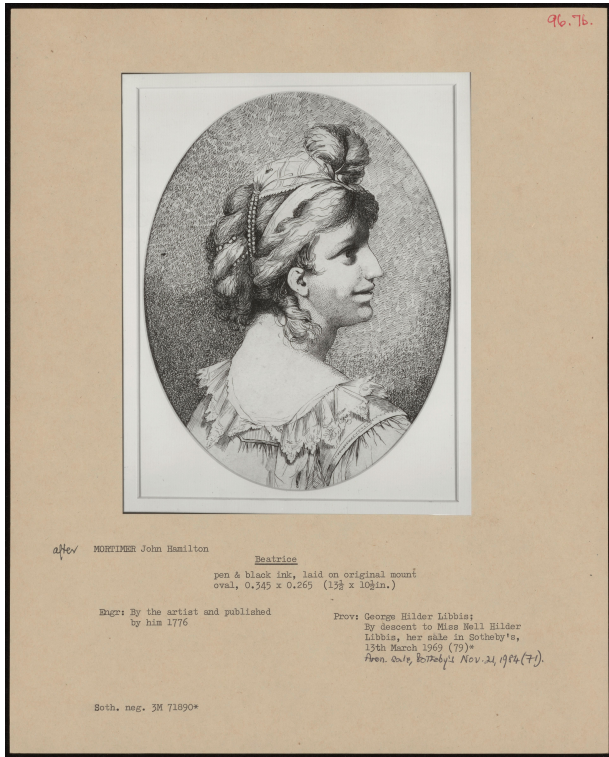 96.76.
after MORTIMER John Hamilton
Beatrice
pen & black ink, laid on original mount
oval, 0.345 x 0.265 (13½ x 10½in.)
Engr: By the artist and published
by him 1776
Prov: George Hilder Libbis;
By descent to Miss Nell Hilder
Libbis, her sale in Sotheby's,
13th March 1969 (79)*
Anon. sale, Sotheby's Nov. 21, 1984 (71).
Soth. neg. 3M 71890*